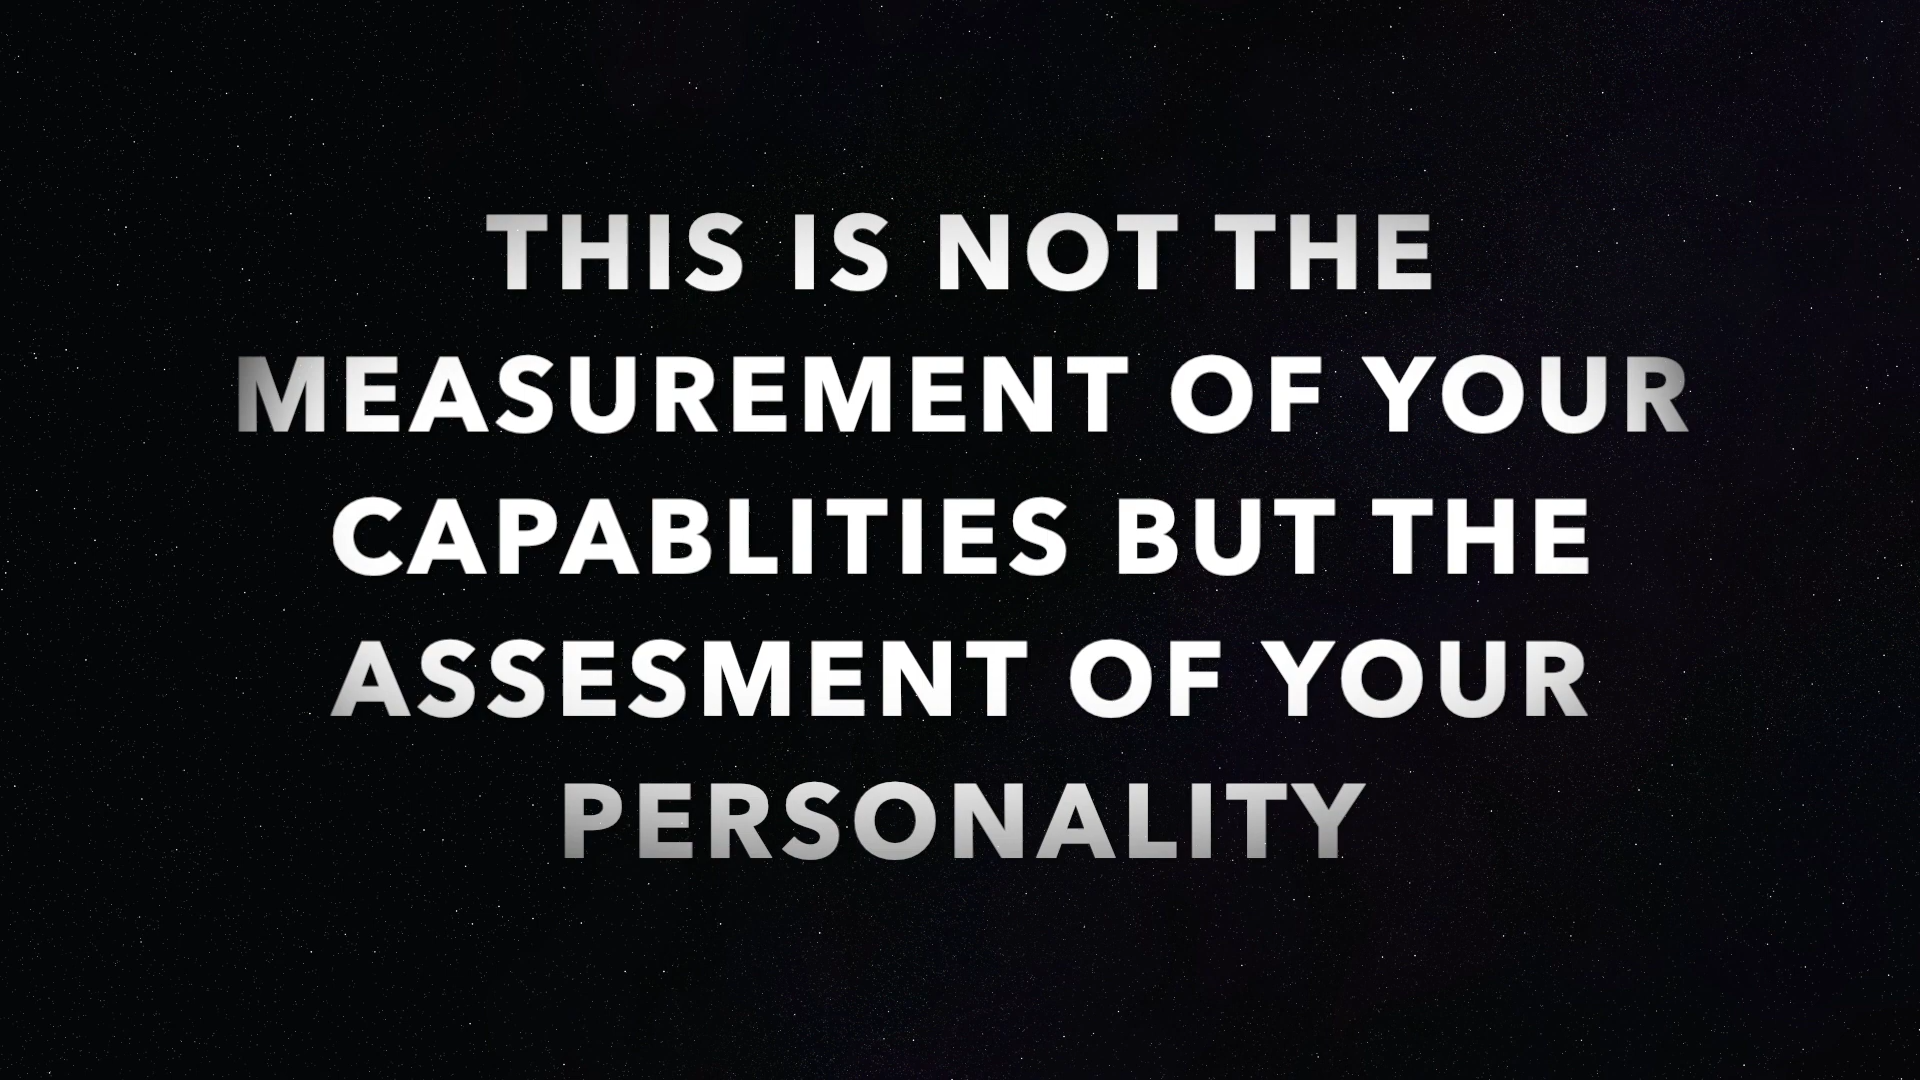 THIS IS NOT THE
MEASUREMENT OF YOUR
CAPABLITIES BUT THE
ASSESMENT OF YOUR
PERSONALITY